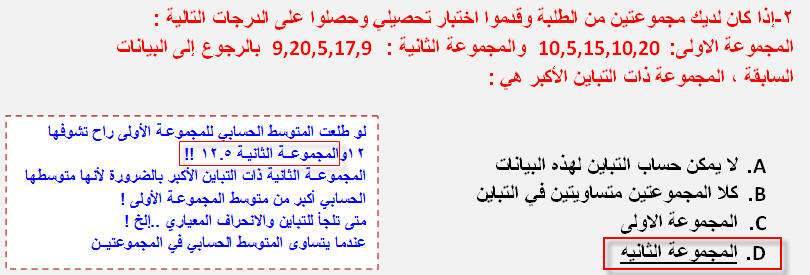 ٢-إذا كان لديك مجموعتين من الطلبة وقدموا اختبار تحصيلي وحصلوا على الدرجات التالية :
المجموعة الاولى: 10,5,15,10,20 والمجموعة الثانية : 9,20,5,17,9 بالرجوع إلى البيانات
السابقة ، المجموعة ذات التباين الأكبر هي :
لو طلعت المتوسط الحسابي للمجموعة الأولى راح تشوفها
١٢ والمجموعة الثانية ١٢.٥ !!
المجموعة الثانية ذات التباين الأكبر بالضرورة لأنها متوسطها
الحسابي أكبر من متوسط المجموعة الأولى !
متى تلجأ للتباين والانحراف المعياري ..إلخ !
عندما يتساوى المتوسط الحسابي في المجموعتين
A. لا يمكن حساب التباين لهذه البيانات
B. كلا المجموعتين متساويتين في التباين
C. المجموعة الاولى
D. المجموعة الثانيه